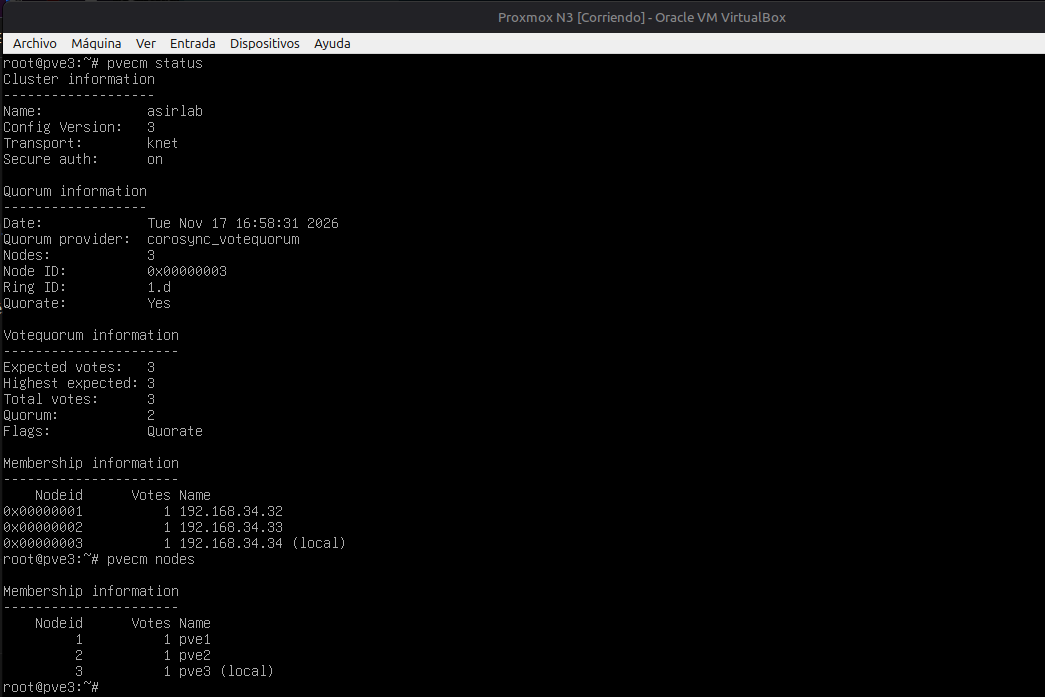 Proxmox N3 [Corriendo] - Oracle VM VirtualBox
Archivo Máquina Ver Entrada Dispositivos Ayuda
root@pve3:~# pvecm status
Cluster information
-------------------
Name:             asirlab
Config Version:   3
Transport:        knet
Secure auth:      on

Quorum information
------------------
Date:             Tue Nov 17 16:58:31 2026
Quorum provider:  corosync_votequorum
Nodes:            3
Node ID:          0x00000003
Ring ID:          1.d
Quorate:          Yes

Votequorum information
----------------------
Expected votes:   3
Highest expected: 3
Total votes:      3
Quorum:           2
Flags:            Quorate

Membership information
----------------------
    Nodeid      Votes Name
0x00000001          1 192.168.34.32
0x00000002          1 192.168.34.33
0x00000003          1 192.168.34.34 (local)
root@pve3:~# pvecm nodes

Membership information
----------------------
    Nodeid      Votes Name
         1          1 pve1
         2          1 pve2
         3          1 pve3 (local)
root@pve3:~#